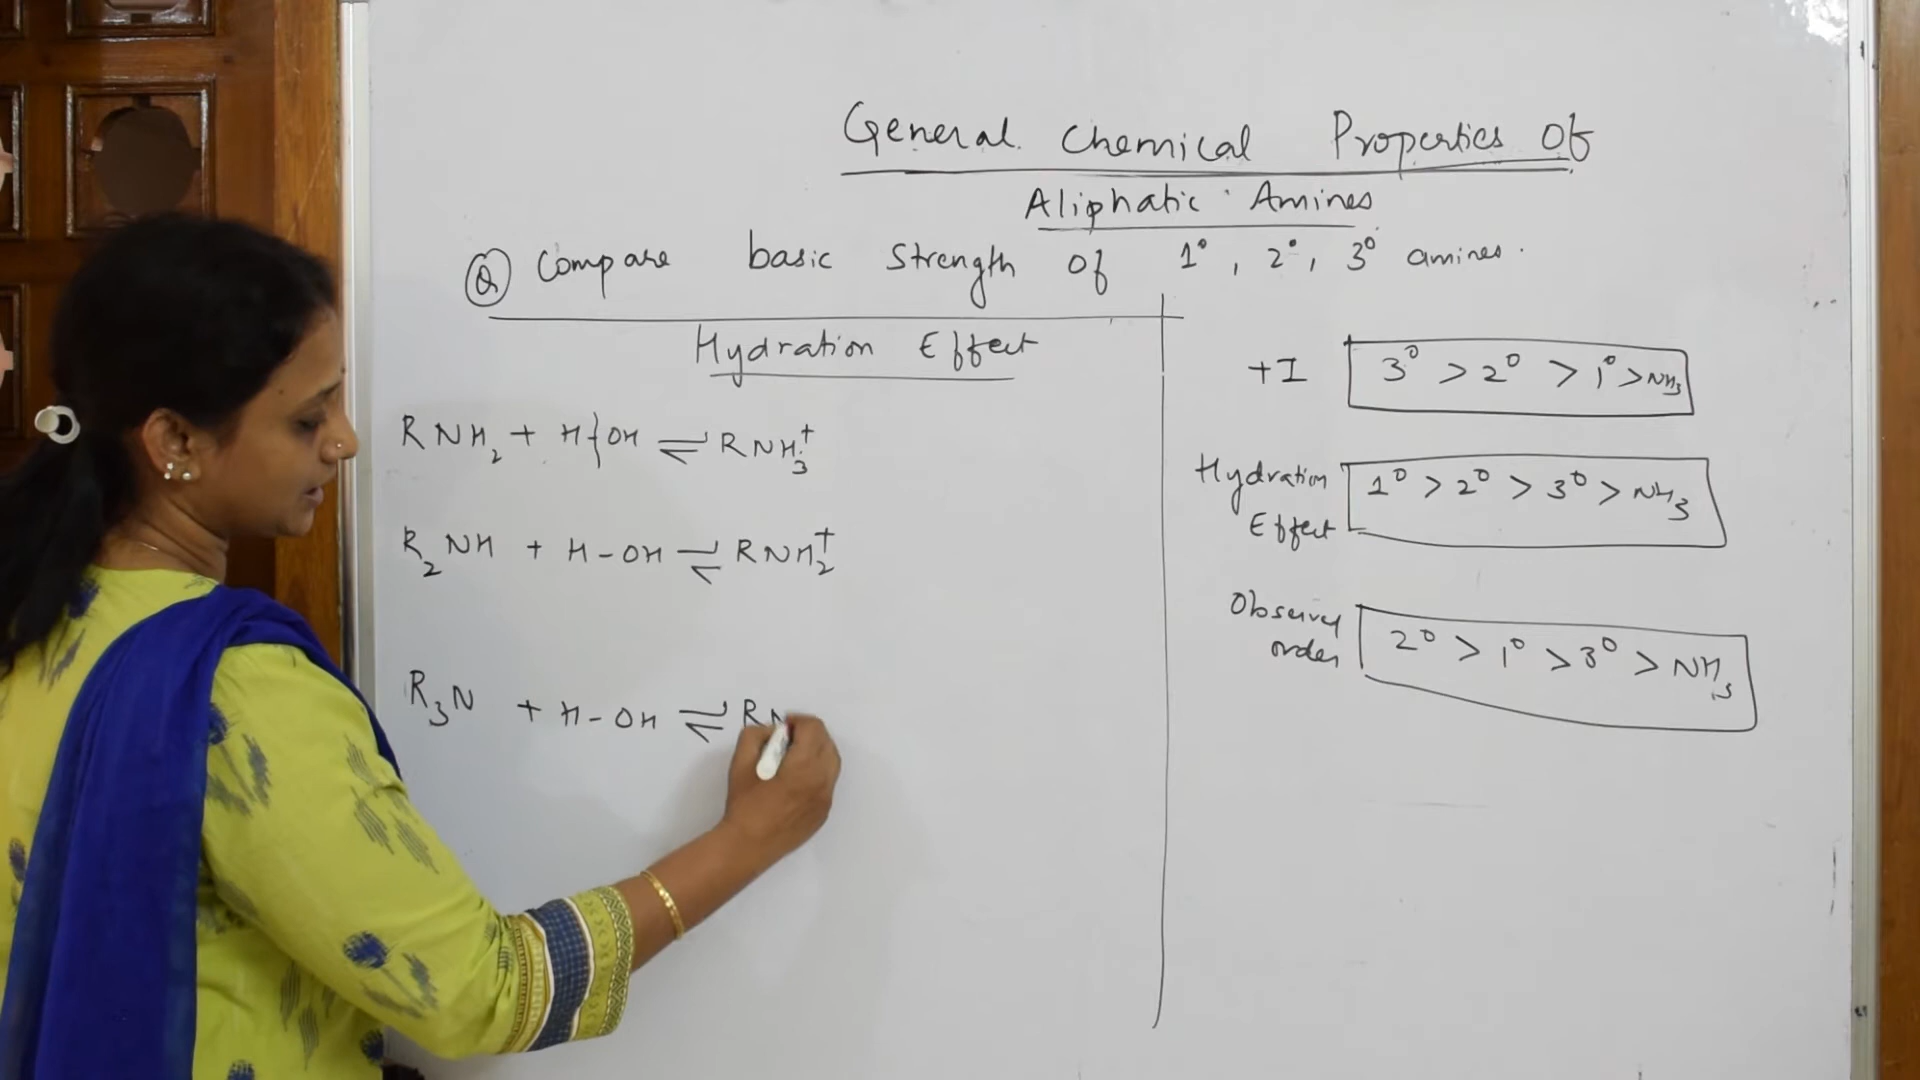 General Chemical Properties Of
Aliphatic Amines
Q Compare basic Strength Of 1°, 2°, 3° amines.
Hydration Effect
RNH₂ + H}OH ⇌ RNH₃⁺
R₂NH + H-OH ⇌ RNH₂⁺
R₃N + H-OH ⇌ RN
+I 3° > 2° > 1° > NH₃
Hydration
Effect 1° > 2° > 3° > NH₃
Observed
order 2° > 1° > 3° > NH₃